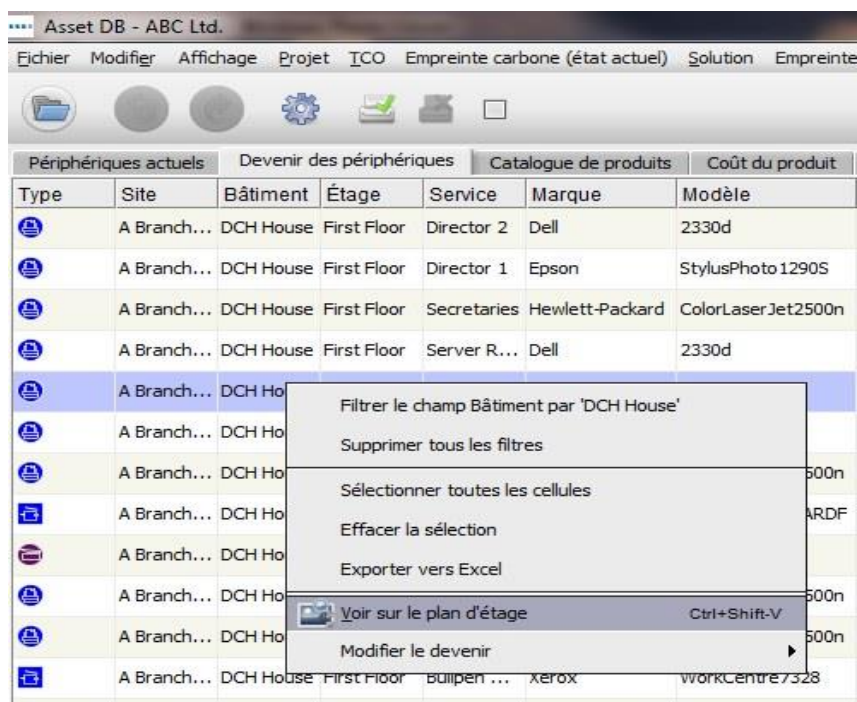 Asset DB - ABC Ltd.
Fichier Modifier Affichage Projet TCO Empreinte carbone (état actuel) Solution Empreinte
Périphériques actuels Devenir des périphériques Catalogue de produits Coût du produit
Type Site Bâtiment Étage Service Marque Modèle
A Branch... DCH House First Floor Director 2 Dell 2330d
A Branch... DCH House First Floor Director 1 Epson StylusPhoto1290S
A Branch... DCH House First Floor Secretaries Hewlett-Packard ColorLaserJet2500n
A Branch... DCH House First Floor Server R... Dell 2330d
A Branch... DCH Ho
Filtrer le champ Bâtiment par 'DCH House'
A Branch... DCH Ho
Supprimer tous les filtres
A Branch... DCH Ho 500n
Sélectionner toutes les cellules
A Branch... DCH Ho ARDF
Effacer la sélection
A Branch... DCH Ho
Exporter vers Excel
A Branch... DCH Ho 500n
Voir sur le plan d'étage Ctrl+Shift-V
A Branch... DCH Ho 500n
Modifier le devenir
A Branch... DCH House First Floor Bullpen ... Xerox WorkCentre7328